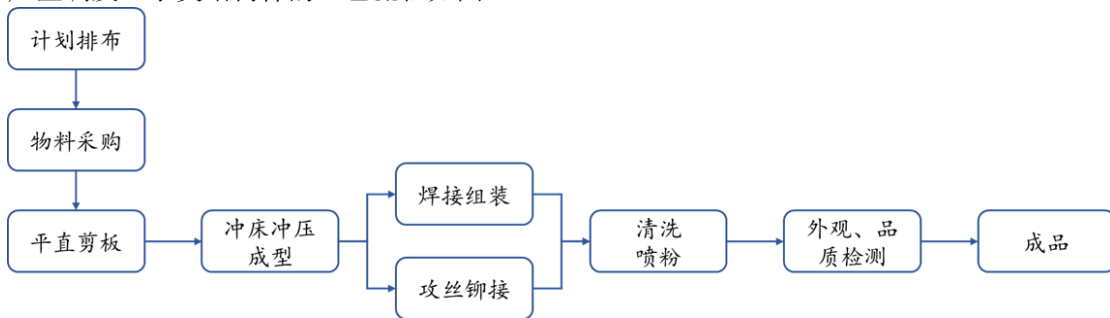 计划排布
物料采购
平直剪板
冲床冲压
成型
焊接组装
攻丝铆接
清洗
喷粉
外观、品
质检测
成品